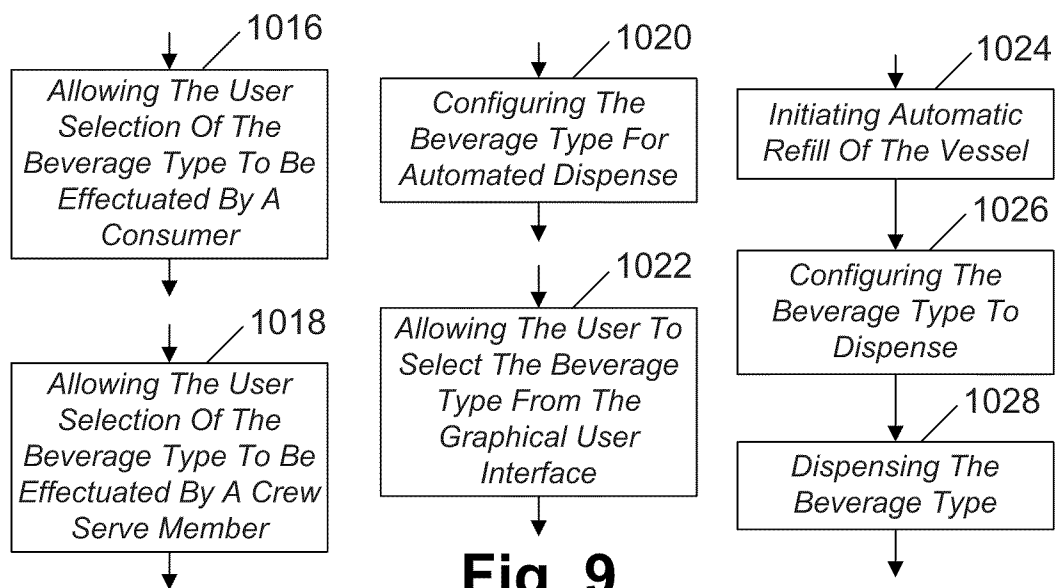 1016
Allowing The User
Selection Of The
Beverage Type To Be
Effectuated By A
Consumer
1018
Allowing The User
Selection Of The
Beverage Type To Be
Effectuated By A Crew
Serve Member
1020
Configuring The
Beverage Type For
Automated Dispense
1022
Allowing The User To
Select The Beverage
Type From The
Graphical User
Interface
1024
Initiating Automatic
Refill Of The Vessel
1026
Configuring The
Beverage Type To
Dispense
1028
Dispensing The
Beverage Type
Fig. 9